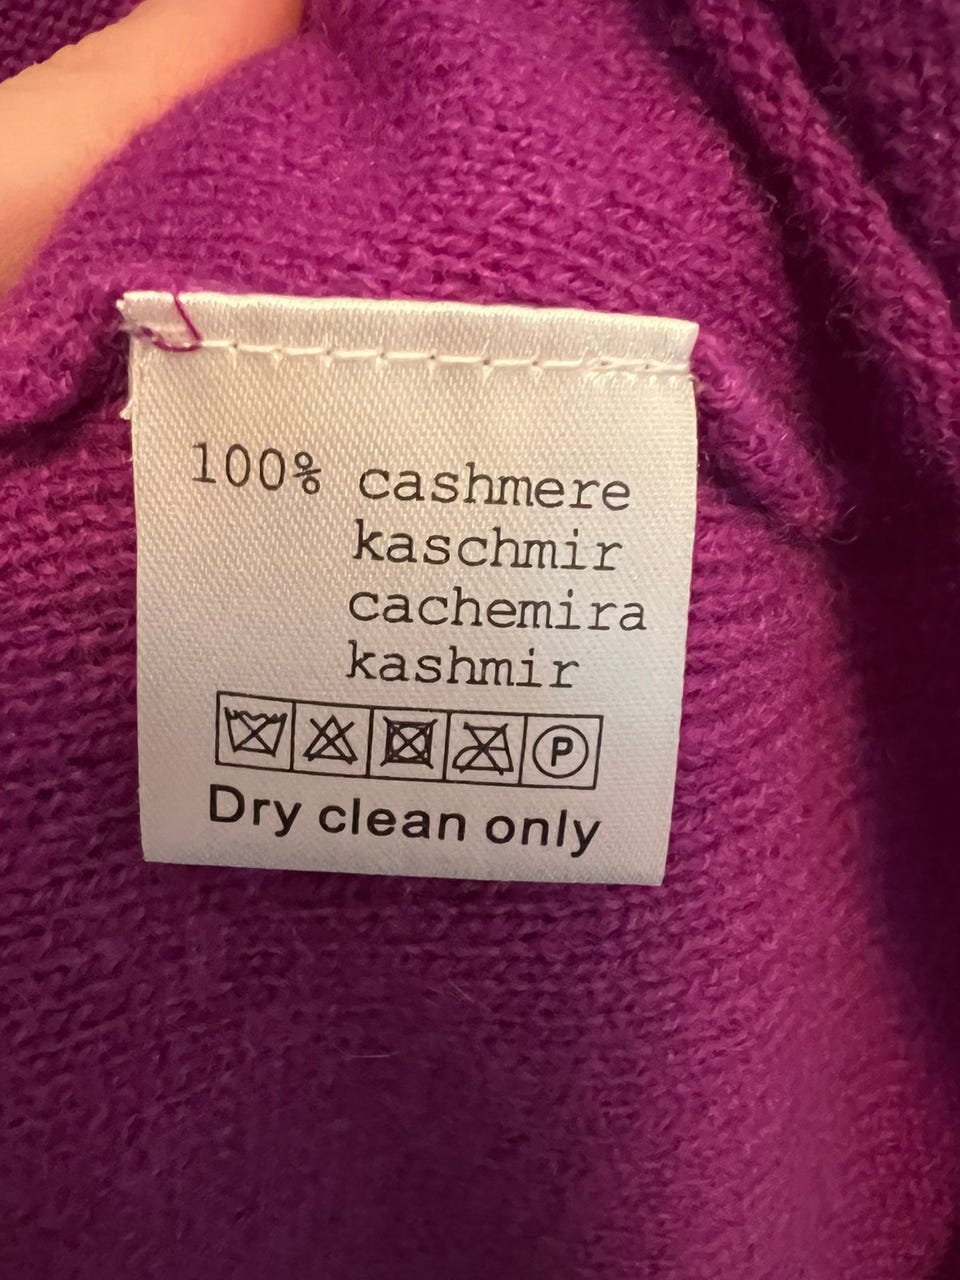 100% cashmere
kaschmir
cachemira
kashmir
P
Dry clean only